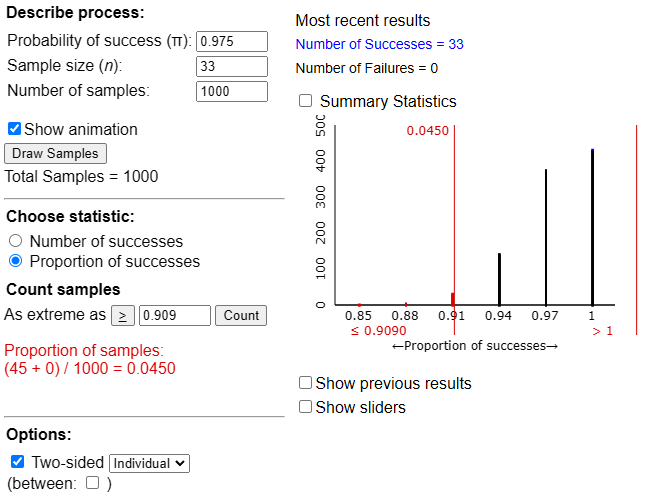 Describe process:
Probability of success (π): 0.975
Sample size (n): 33
Number of samples: 1000
Show animation
Draw Samples
Total Samples = 1000
Choose statistic:
Number of successes
Proportion of successes
Count samples
As extreme as ≥ 0.909 Count
Proportion of samples:
(45 + 0) / 1000 = 0.0450
Options:
Two-sided Individual
(between: )
Most recent results
Number of Successes = 33
Number of Failures = 0
Summary Statistics
0.0450
500
400
300
200
100
0
0.85 0.88 0.91 0.94 0.97 1
≤ 0.9090 > 1
←Proportion of successes→
Show previous results
Show sliders